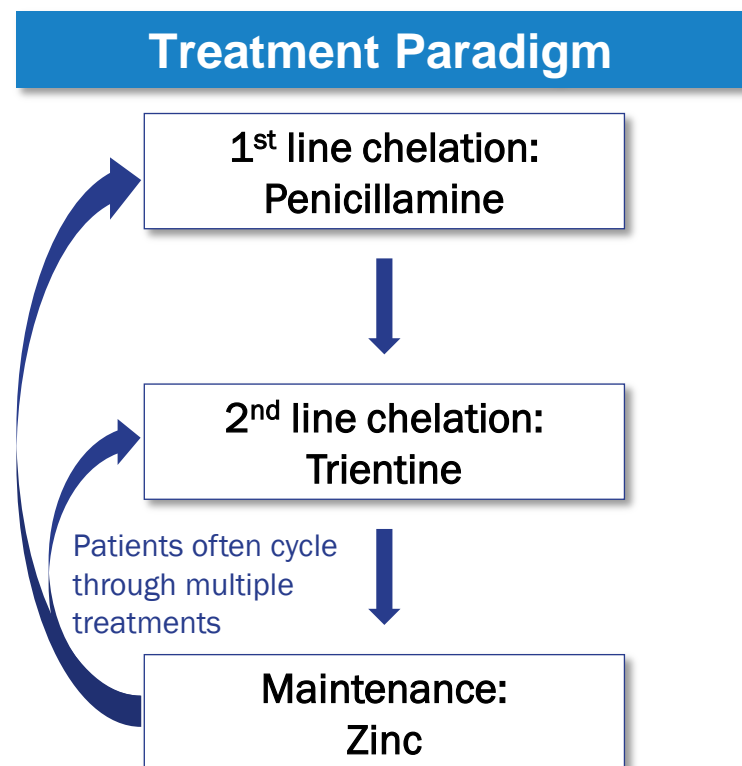 Treatment Paradigm
1st line chelation:
Penicillamine
2nd line chelation:
Trientine
Patients often cycle
through multiple
treatments
Maintenance:
Zinc